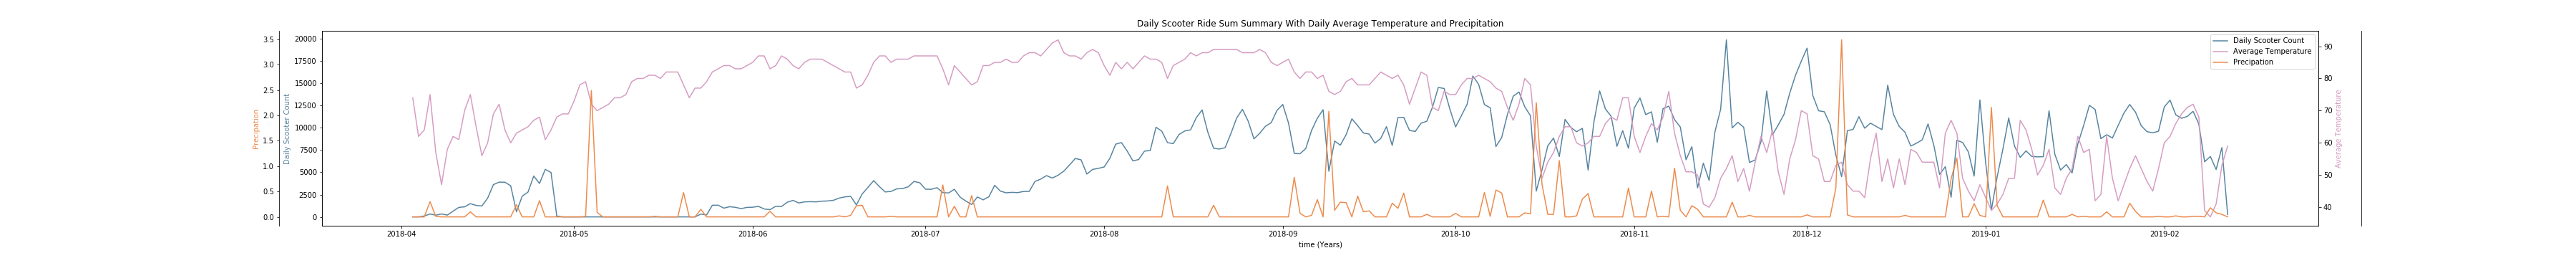 Daily Scooter Ride Sum Summary With Daily Average Temperature and Precipitation
3.5
3.0
2.5
2.0
1.5
1.0
0.5
0.0
Precipation
20000
17500
15000
12500
10000
7500
5000
2500
0
Daily Scooter Count
Daily Scooter Count
Average Temperature
Precipation
90
80
70
60
50
40
Average Temperature
2018-04 2018-05 2018-06 2018-07 2018-08 2018-09 2018-10 2018-11 2018-12 2019-01 2019-02
time (Years)